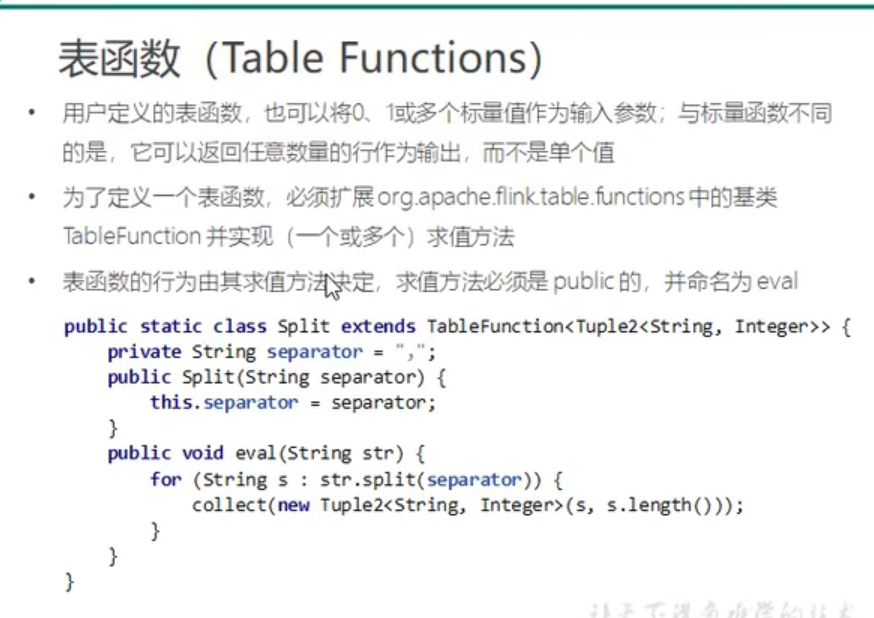 表函数（Table Functions）
• 用户定义的表函数，也可以将0、1或多个标量值作为输入参数；与标量函数不同
的是，它可以返回任意数量的行作为输出，而不是单个值
• 为了定义一个表函数，必须扩展 org.apache.flink.table.functions 中的基类
TableFunction 并实现（一个或多个）求值方法
• 表函数的行为由其求值方法决定，求值方法必须是 public 的，并命名为 eval
public static class Split extends TableFunction<Tuple2<String, Integer>> {
    private String separator = ",";
    public Split(String separator) {
        this.separator = separator;
    }
    public void eval(String str) {
        for (String s : str.split(separator)) {
            collect(new Tuple2<String, Integer>(s, s.length()));
        }
    }
}